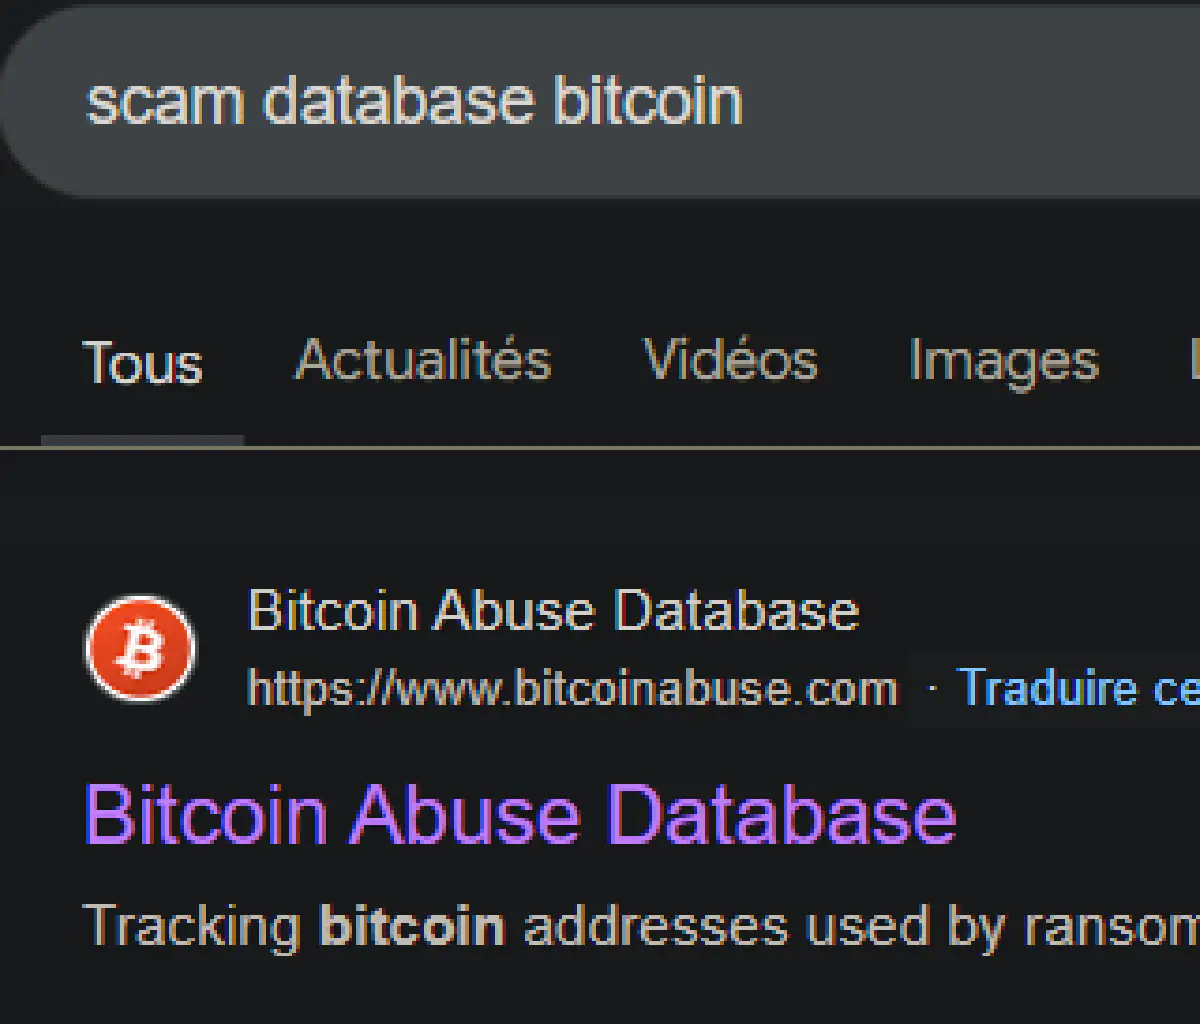 scam database bitcoin
Tous Actualités Vidéos Images
Bitcoin Abuse Database
https://www.bitcoinabuse.com · Traduire ce
Bitcoin Abuse Database
Tracking bitcoin addresses used by ransom